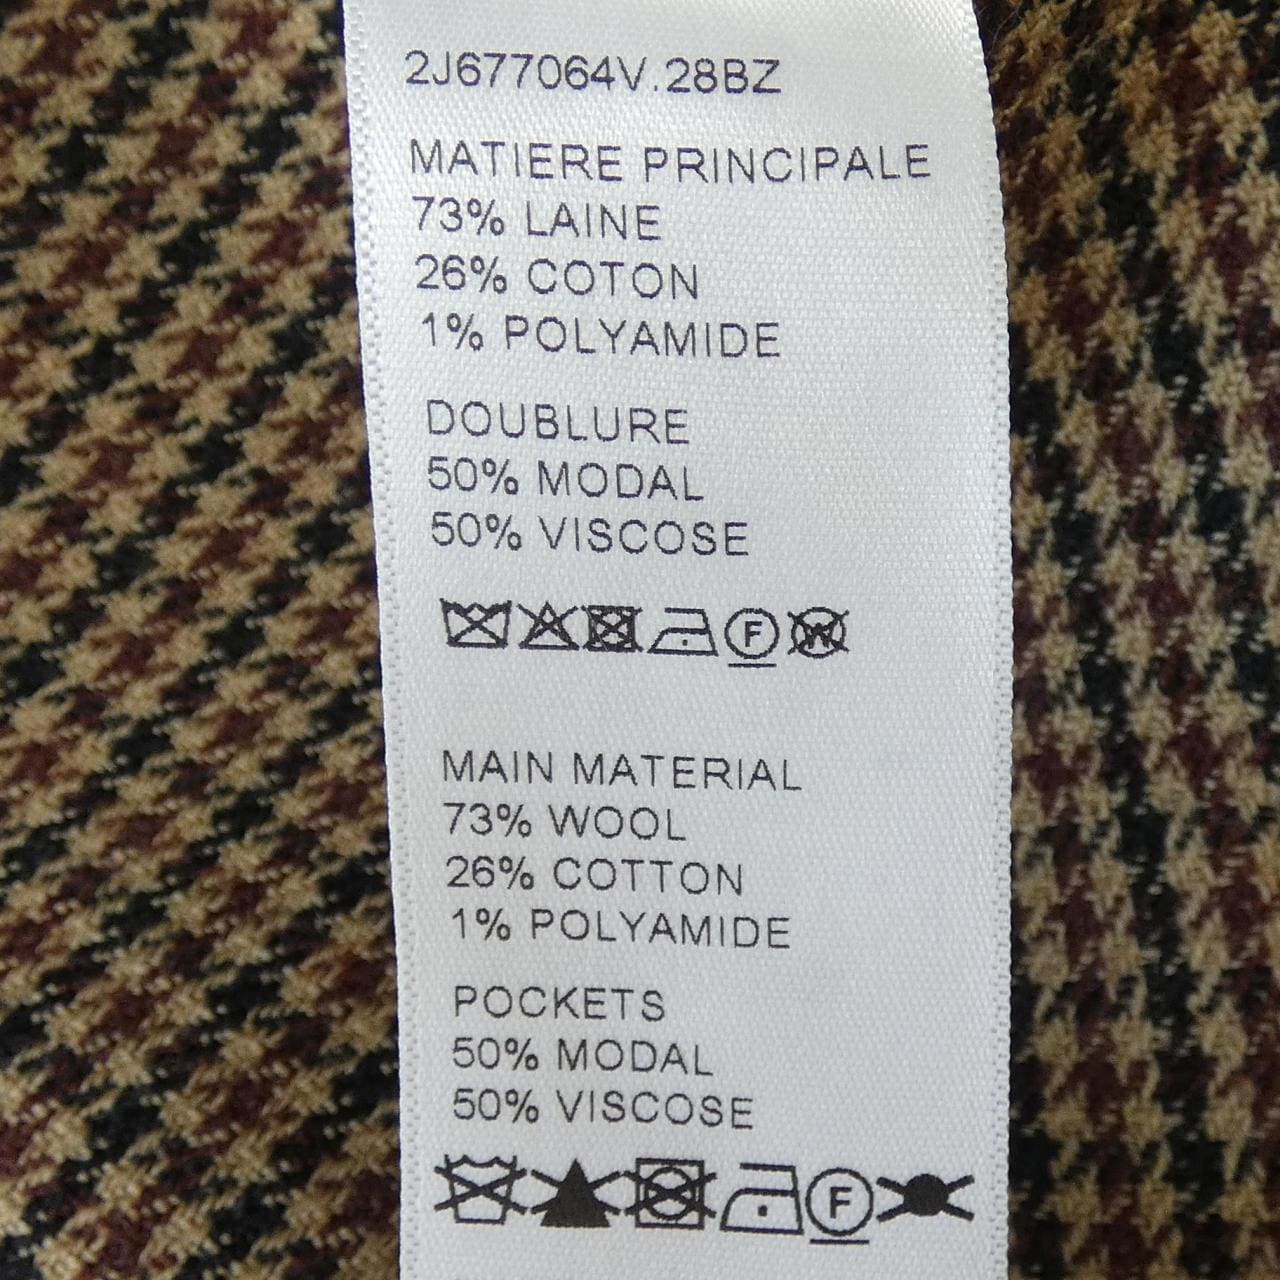 2J677064V.28BZ
MATIERE PRINCIPALE
73% LAINE
26% COTON
1% POLYAMIDE
DOUBLURE
50% MODAL
50% VISCOSE
F W
MAIN MATERIAL
73% WOOL
26% COTTON
1% POLYAMIDE
POCKETS
50% MODAL
50% VISCOSE
F